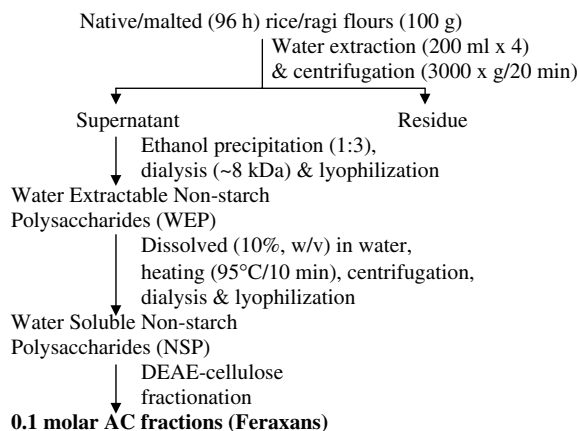 Native/malted (96 h) rice/ragi flours (100 g)
Water extraction (200 ml x 4)
& centrifugation (3000 x g/20 min)
Supernatant Residue
Ethanol precipitation (1:3),
dialysis (~8 kDa) & lyophilization
Water Extractable Non-starch
Polysaccharides (WEP)
Dissolved (10%, w/v) in water,
heating (95°C/10 min), centrifugation,
dialysis & lyophilization
Water Soluble Non-starch
Polysaccharides (NSP)
DEAE-cellulose
fractionation
0.1 molar AC fractions (Feraxans)